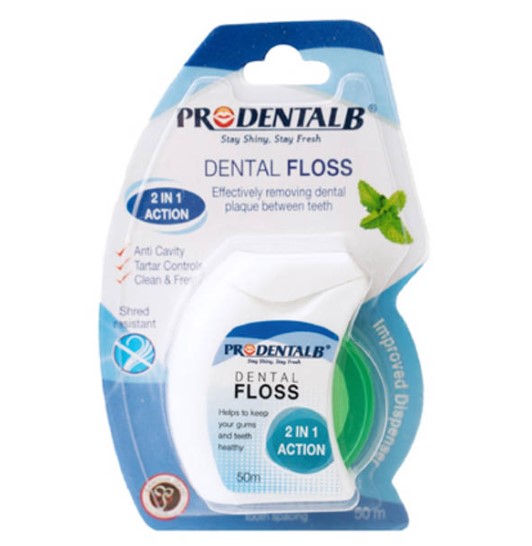 PRODENTALB®
Stay Shiny, Stay Fresh
DENTAL FLOSS
Effectively removing dental
plaque between teeth
2 IN 1
ACTION
Anti Cavity
Tartar Control
Clean &
Shred
resistant
PRODENTALB®
Stay Shiny, Stay Fresh
DENTAL
FLOSS
Helps to keep
your gums
and teeth
healthy
2 IN 1
ACTION
50m
Improved Dispenser
tooth spacing
50 m